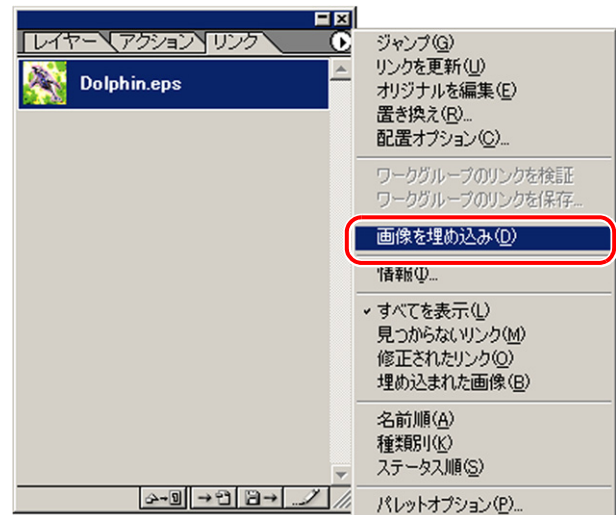 レイヤー アクション リンク
Dolphin.eps
ジャンプ(G)
リンクを更新(U)
オリジナルを編集(E)
置き換え(R)...
配置オプション(C)...
ワークグループのリンクを検証
ワークグループのリンクを保存...
画像を埋め込み(D)
情報(I)...
すべてを表示(L)
見つからないリンク(M)
修正されたリンク(O)
埋め込まれた画像(B)
名前順(A)
種類別(K)
ステータス順(S)
パレットオプション(P)...